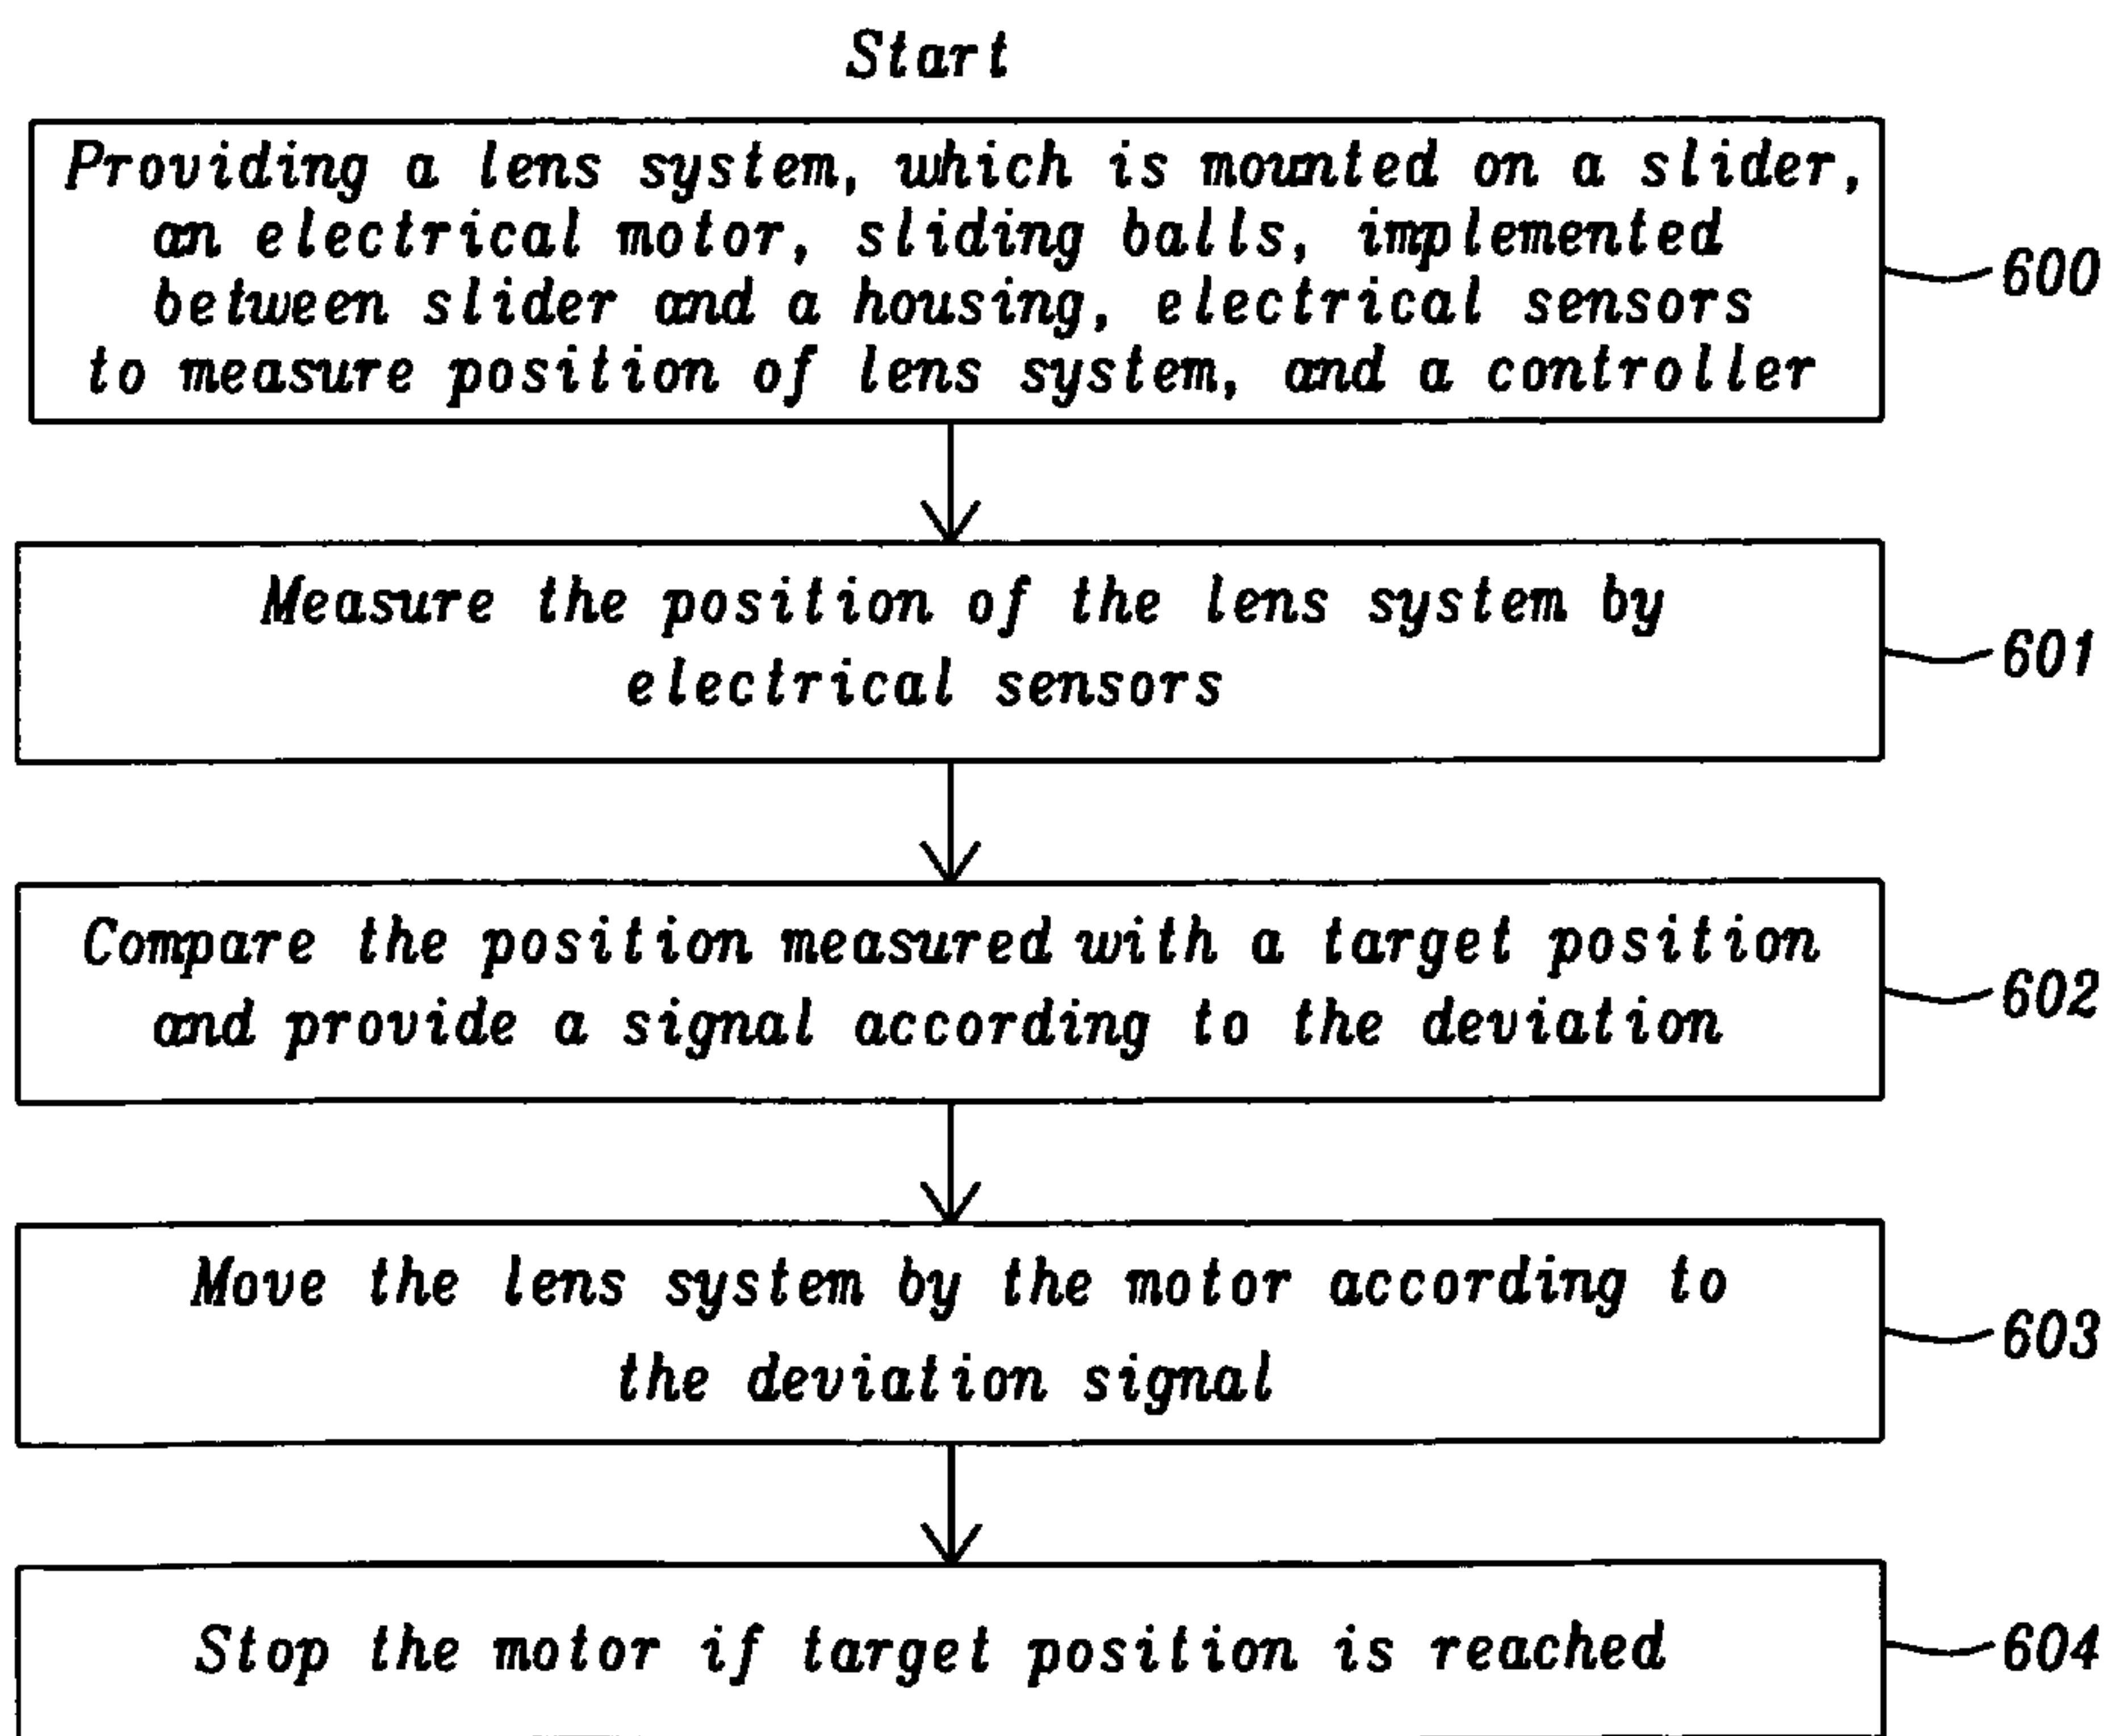 Start
Providing a lens system, which is mounted on a slider,
an electrical motor, sliding balls, implemented
between slider and a housing, electrical sensors
to measure position of lens system, and a controller
600
Measure the position of the lens system by
electrical sensors
601
Compare the position measured with a target position
and provide a signal according to the deviation
602
Move the lens system by the motor according to
the deviation signal
603
Stop the motor if target position is reached
604